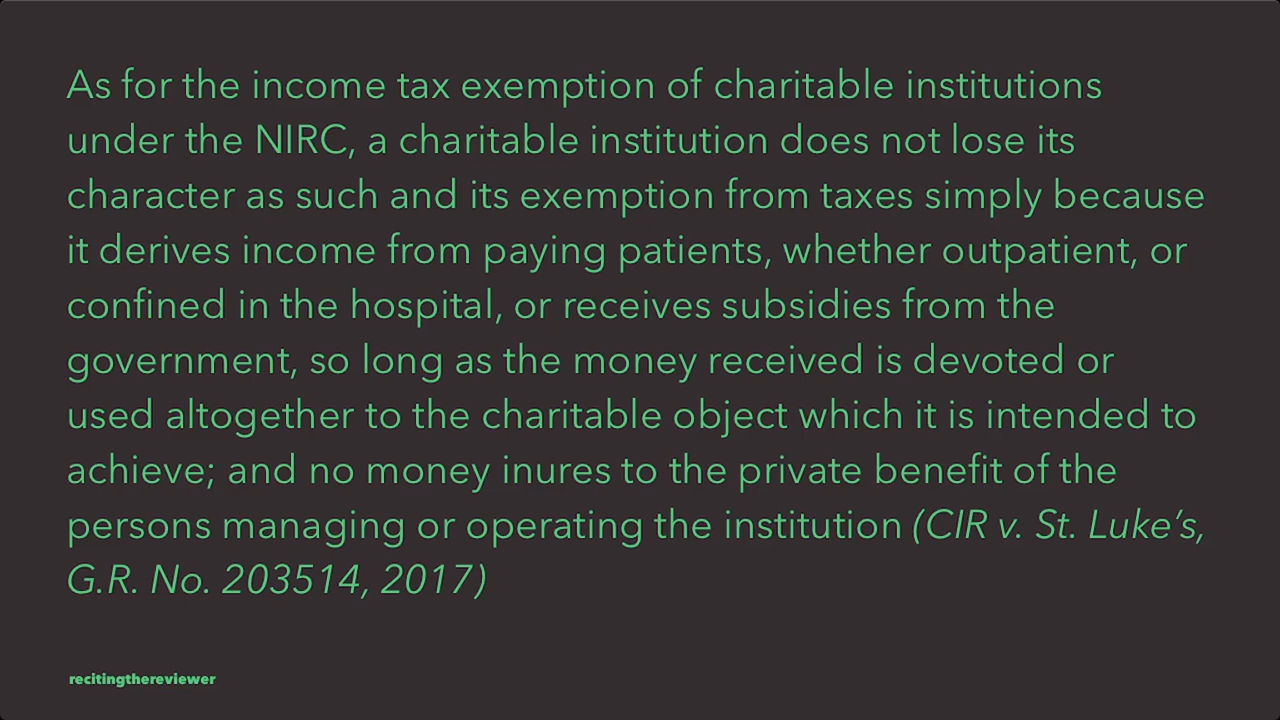 As for the income tax exemption of charitable institutions
under the NIRC, a charitable institution does not lose its
character as such and its exemption from taxes simply because
it derives income from paying patients, whether outpatient, or
confined in the hospital, or receives subsidies from the
government, so long as the money received is devoted or
used altogether to the charitable object which it is intended to
achieve; and no money inures to the private benefit of the
persons managing or operating the institution (CIR v. St. Luke’s,
G.R. No. 203514, 2017)
recitingthereviewer